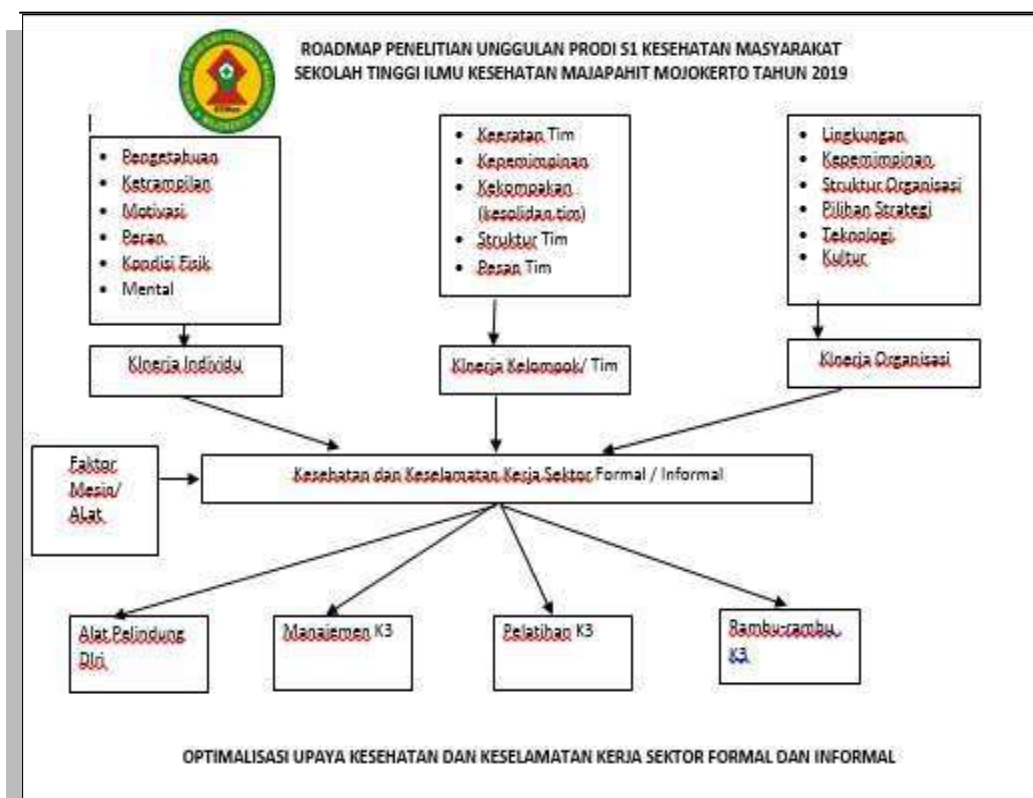 ROADMAP PENELITIAN UNGGULAN PRODI S1 KESEHATAN MASYARAKAT
SEKOLAH TINGGI ILMU KESEHATAN MAJAPAHIT MOJOKERTO TAHUN 2019
• Pengetahuan
• Ketrampilan
• Motivasi
• Peran
• Kondisi Fisik
• Mental
• Keeratan Tim
• Kepemimpinan
• Kekompakan
(kesolidan tim)
• Struktur Tim
• Pesan Tim
• Lingkungan
• Kepemimpinan
• Struktur Organisasi
• Pilihan Strategi
• Teknologi
• Kultur
KInerja Individu
KInerja Kelompok/ Tim
KInerja Organisasi
Faktor
Mesin/
ALat
Kesehatan dan Keselamatan Kerja Sektor Formal / Informal
Alat Pelindung
DIri
Manajemen K3
Pelatihan K3
Rambu-rambu
K3
OPTIMALISASI UPAYA KESEHATAN DAN KESELAMATAN KERJA SEKTOR FORMAL DAN INFORMAL